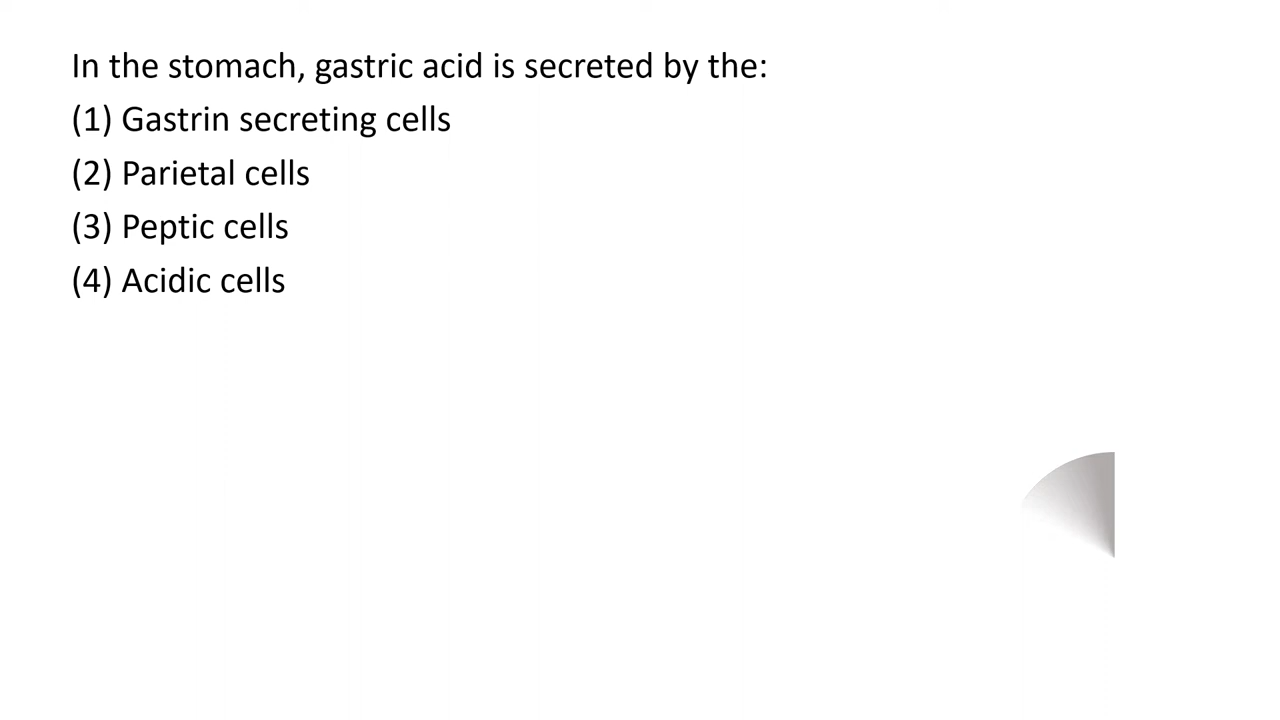 In the stomach, gastric acid is secreted by the:
(1) Gastrin secreting cells
(2) Parietal cells
(3) Peptic cells
(4) Acidic cells